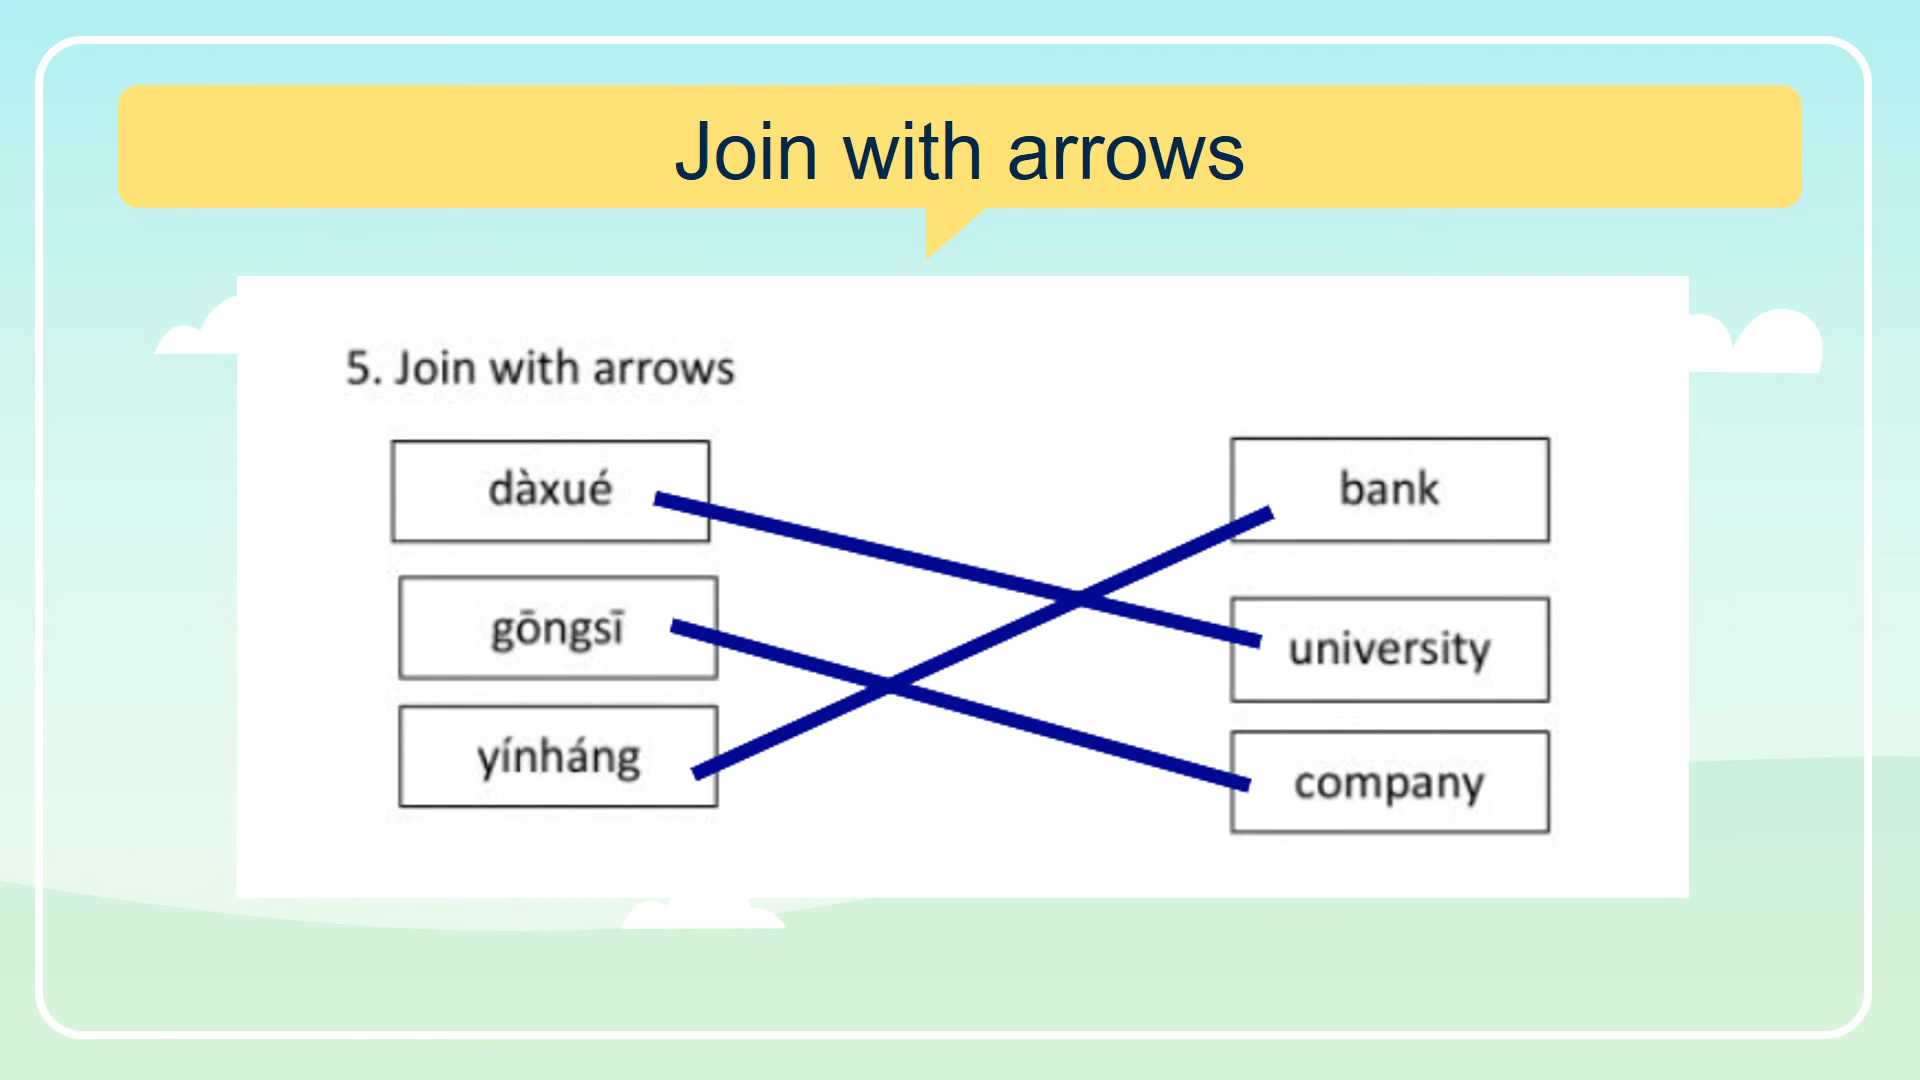 Join with arrows
5. Join with arrows
dàxué
bank
gōngsī
university
yínháng
company